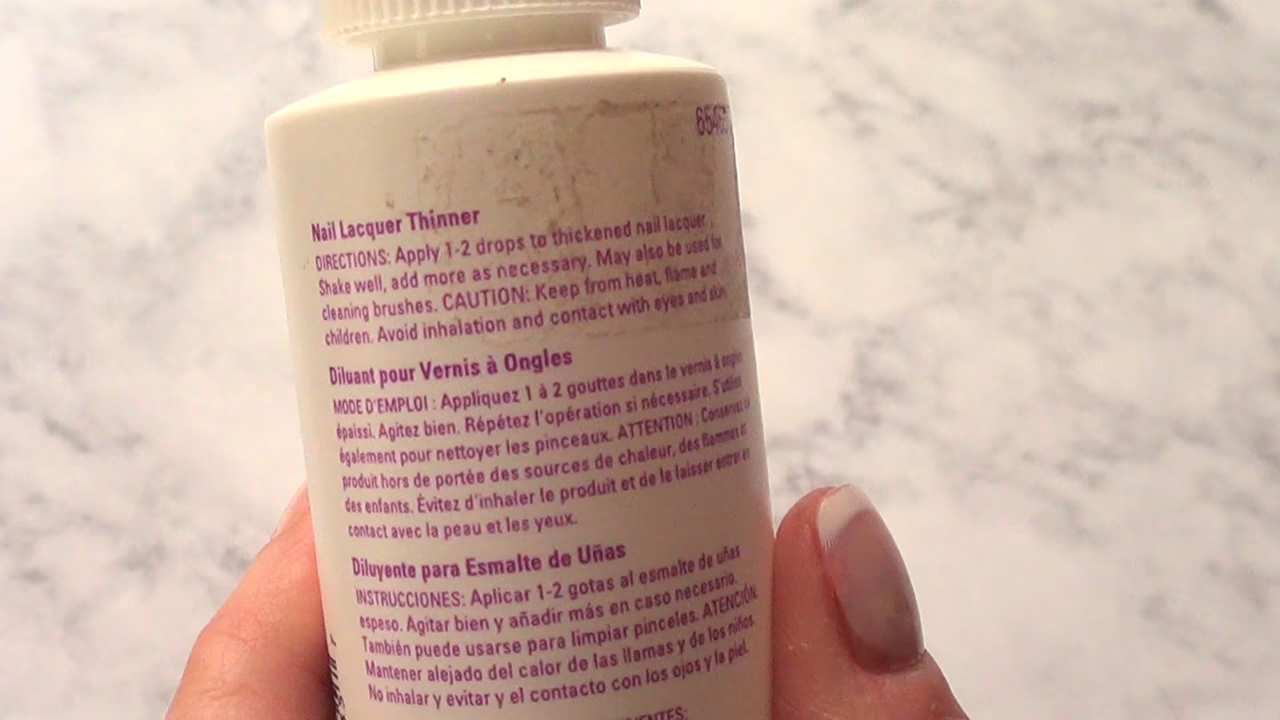 Nail Lacquer Thinner
DIRECTIONS: Apply 1-2 drops to thickened nail lacquer.
Shake well, add more as necessary. May also be used for
cleaning brushes. CAUTION: Keep from heat, flame and
children. Avoid inhalation and contact with eyes and skin.
Diluant pour Vernis à Ongles
MODE D'EMPLOI : Appliquez 1 à 2 gouttes dans le vernis à ongles
épaissi. Agitez bien. Répétez l'opération si nécessaire. S'utilise
également pour nettoyer les pinceaux. ATTENTION : Conservez
produit hors de portée des sources de chaleur, des flammes et
des enfants. Évitez d'inhaler le produit et de le laisser entrer en
contact avec la peau et les yeux.
Diluyente para Esmalte de Uñas
INSTRUCCIONES: Aplicar 1-2 gotas al esmalte de uñas
espeso. Agitar bien y añadir más en caso necesario.
También puede usarse para limpiar pinceles. ATENCIÓN:
Mantener alejado del calor de las llamas y de los niños.
No inhalar y evitar y el contacto con los ojos y la piel.